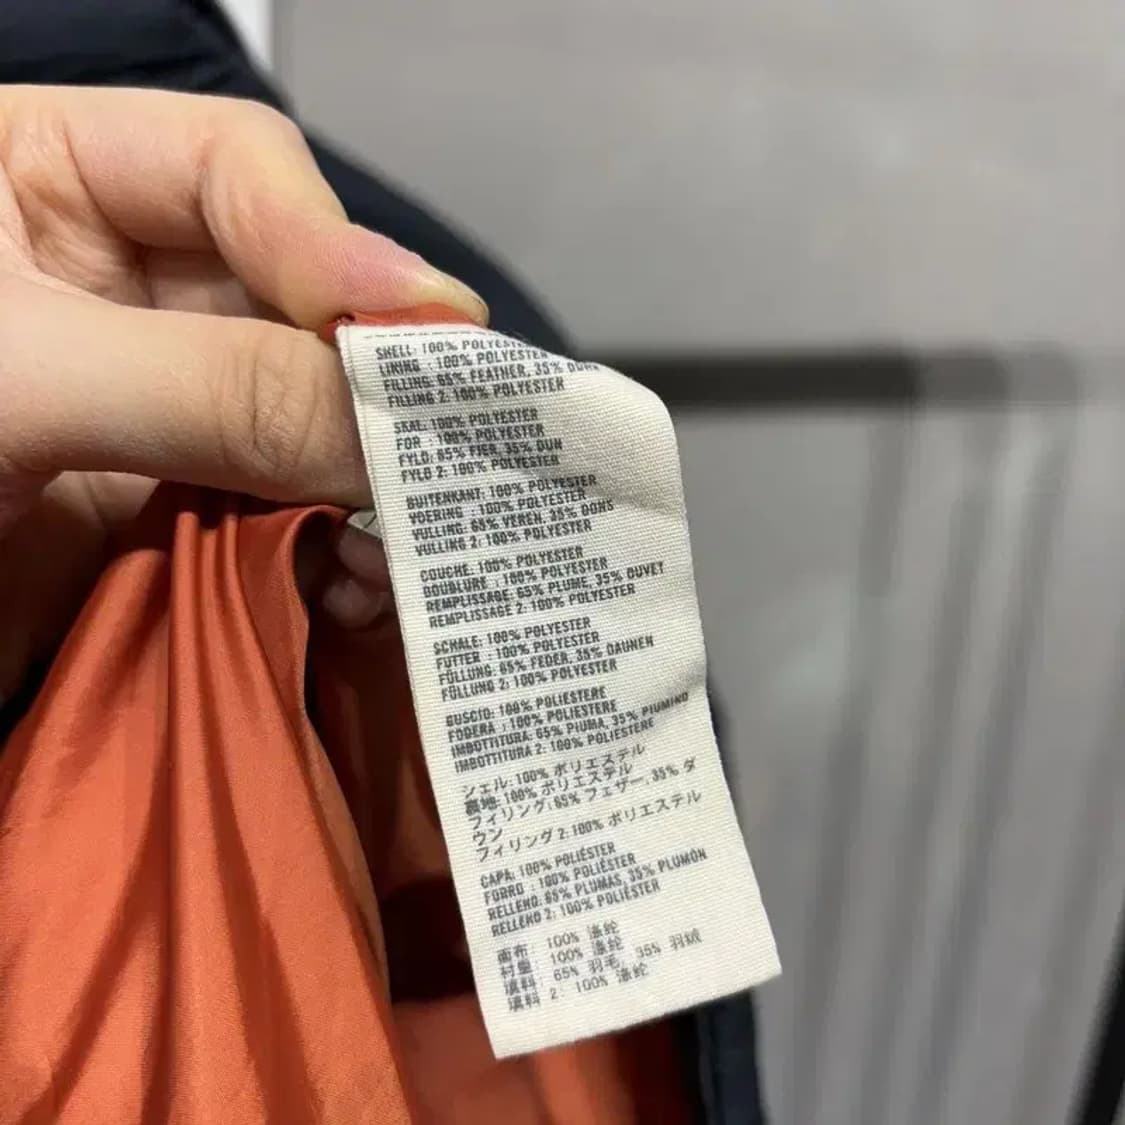 SHELL: 100% POLYESTER
LINING : 100% POLYESTER
FILLING: 65% FEATHER, 35% DOWN
FILLING 2: 100% POLYESTER
SKAL: 100% POLYESTER
FOR : 100% POLYESTER
FYLD: 65% FJER, 35% DUN
FYLD 2: 100% POLYESTER
BUITENKANT: 100% POLYESTER
VOERING : 100% POLYESTER
VULLING: 65% VEREN, 35% DONS
VULLING 2: 100% POLYESTER
COUCHE: 100% POLYESTER
DOUBLURE : 100% POLYESTER
REMPLISSAGE: 65% PLUME, 35% DUVET
REMPLISSAGE 2: 100% POLYESTER
SCHALE: 100% POLYESTER
FUTTER : 100% POLYESTER
FÜLLUNG: 65% FEDER, 35% DAUNEN
FÜLLUNG 2: 100% POLYESTER
GUSCIO: 100% POLIESTERE
FODERA : 100% POLIESTERE
IMBOTTITURA: 65% PIUMA, 35% PIUMINO
IMBOTTITURA 2: 100% POLIESTERE
シェル: 100% ポリエステル
裏地: 100% ポリエステル
フィリング: 65% フェザー, 35% ダ
ウン
フィリング 2: 100% ポリエステル
CAPA: 100% POLIÉSTER
FORRO : 100% POLIÉSTER
RELLENO: 65% PLUMAS, 35% PLUMÓN
RELLENO 2: 100% POLIÉSTER
面布: 100% 涤纶
衬里: 100% 涤纶
填料: 65% 羽毛, 35% 羽绒
填料 2: 100% 涤纶